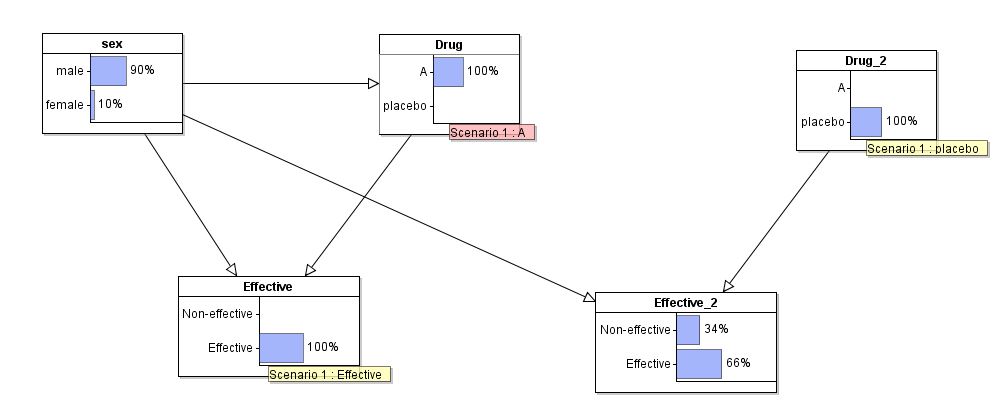 sex
male 90%
female 10%
Drug
A 100%
placebo
Scenario 1 : A
Drug_2
A
placebo 100%
Scenario 1 : placebo
Effective
Non-effective
Effective 100%
Scenario 1 : Effective
Effective_2
Non-effective 34%
Effective 66%